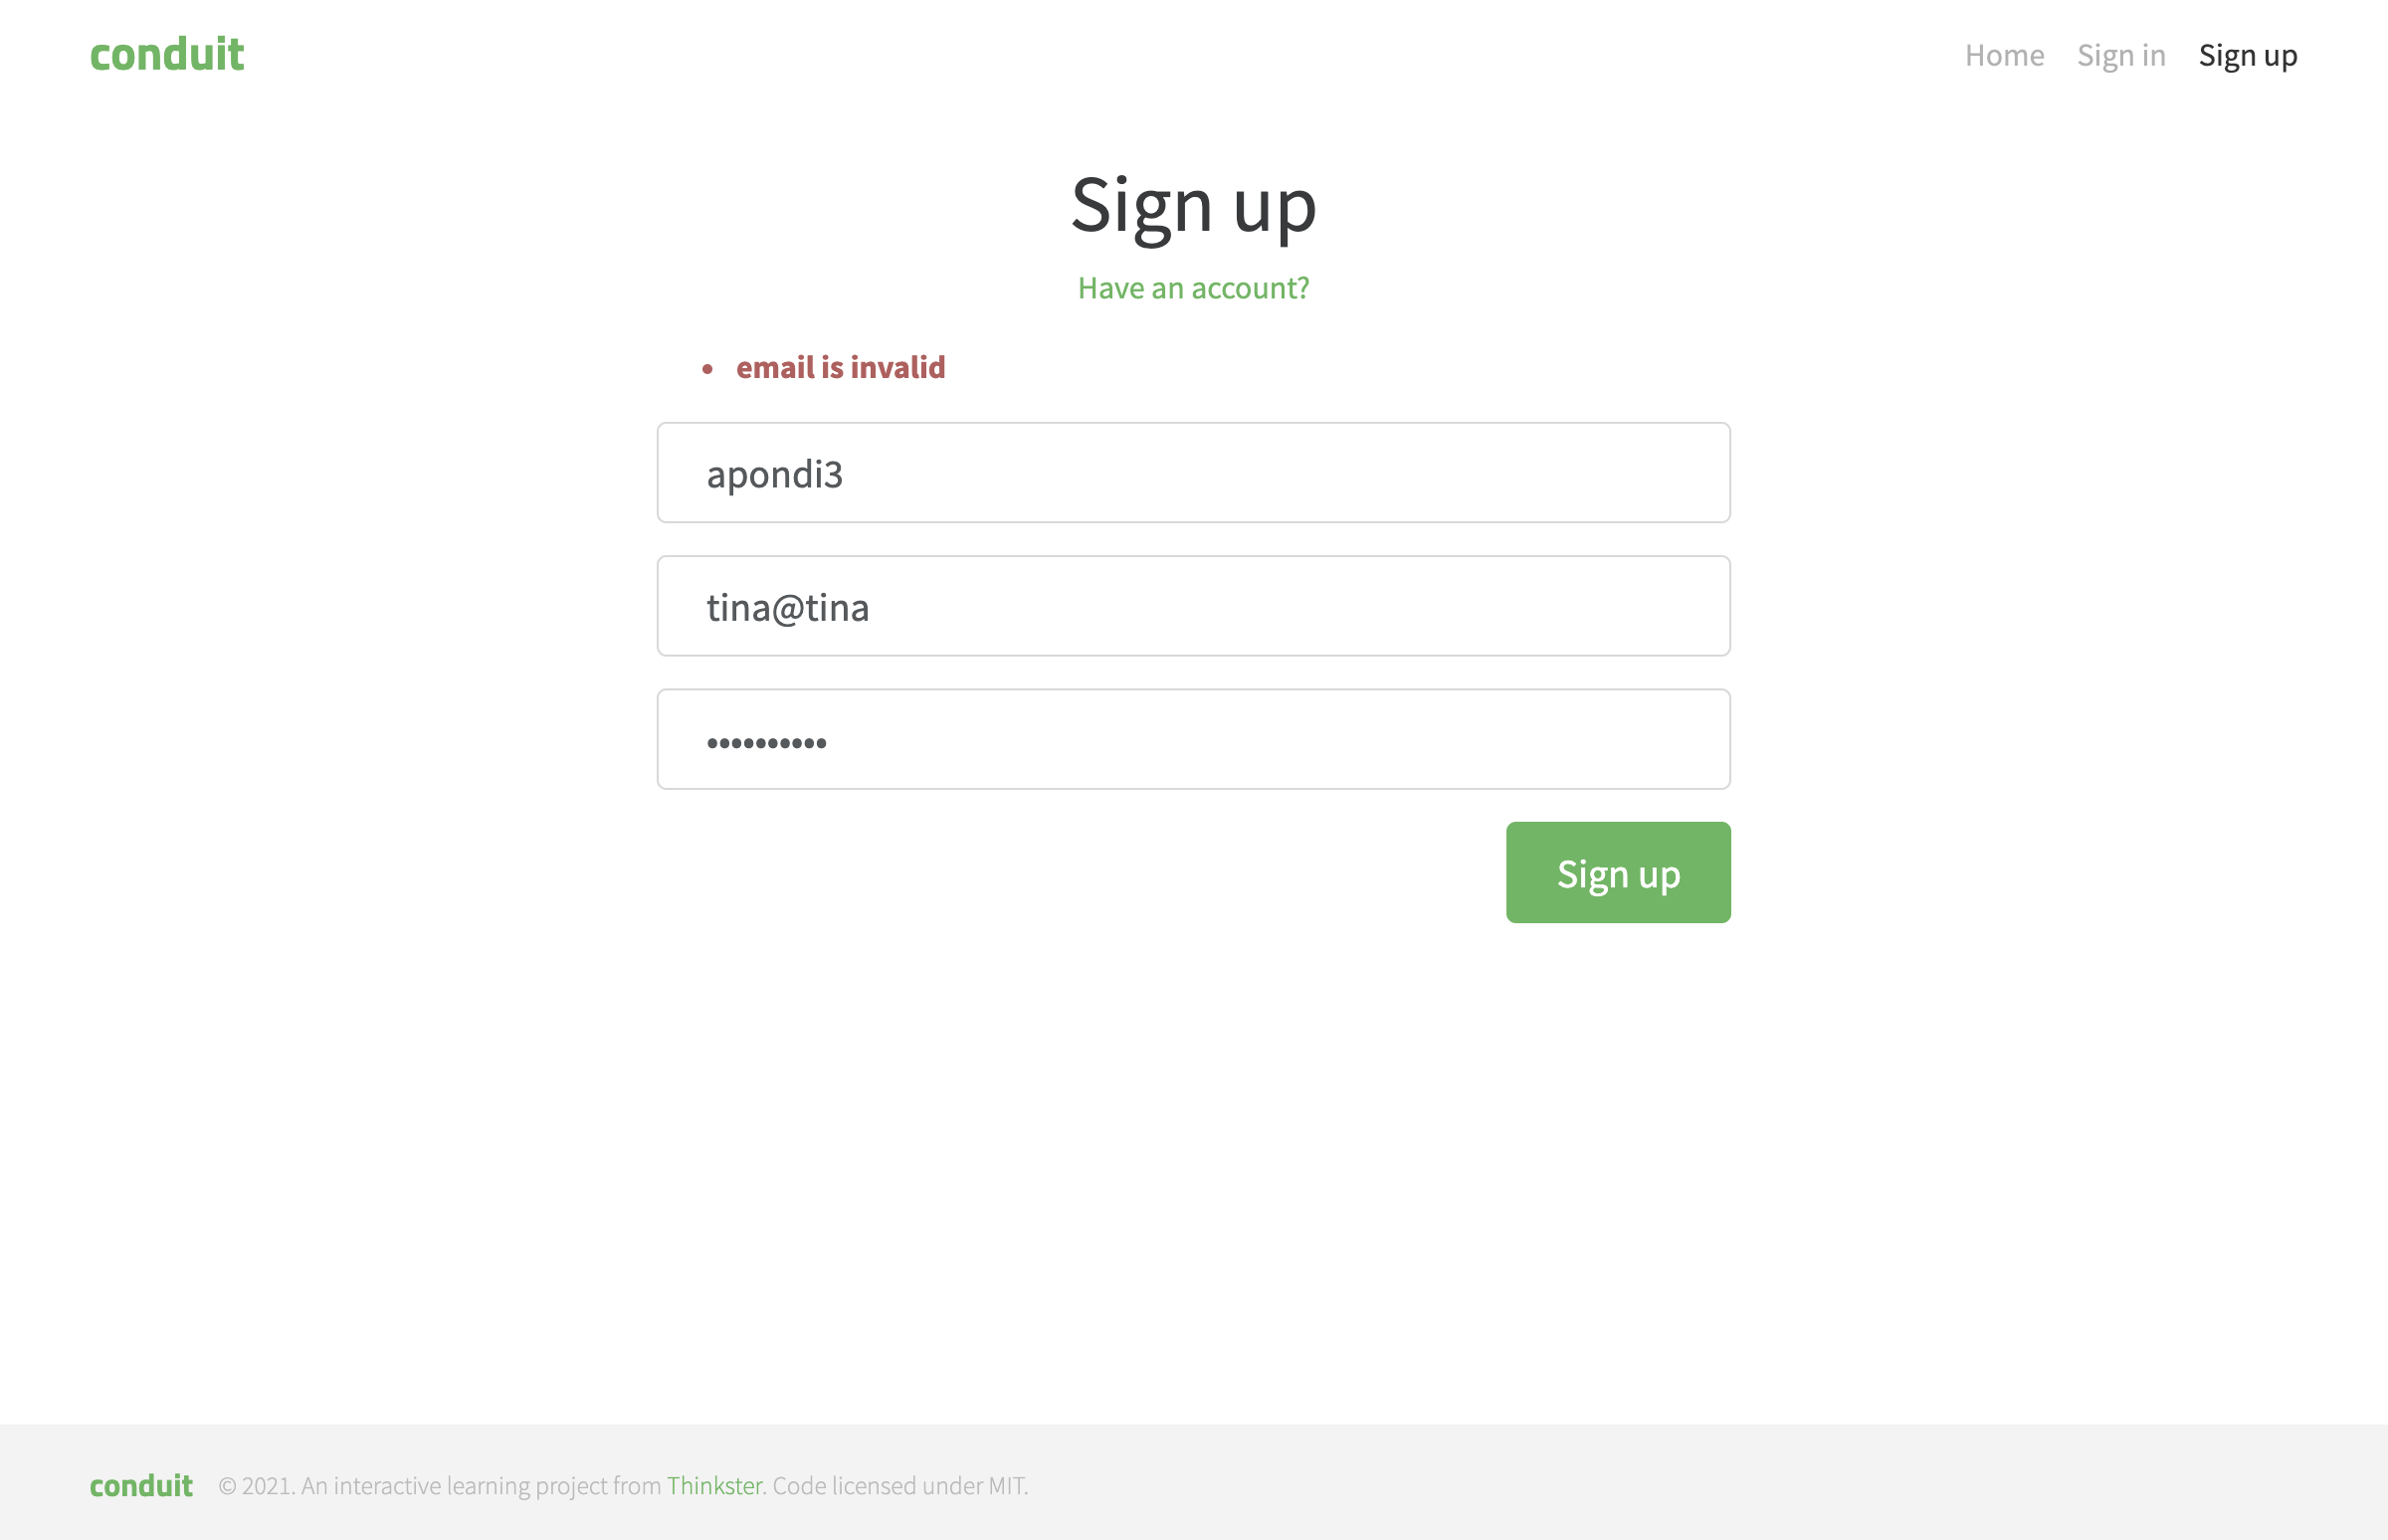 conduit
Home Sign in Sign up
Sign up
Have an account?
• email is invalid
apondi3
tina@tina
••••••••••
Sign up
conduit © 2021. An interactive learning project from Thinkster. Code licensed under MIT.